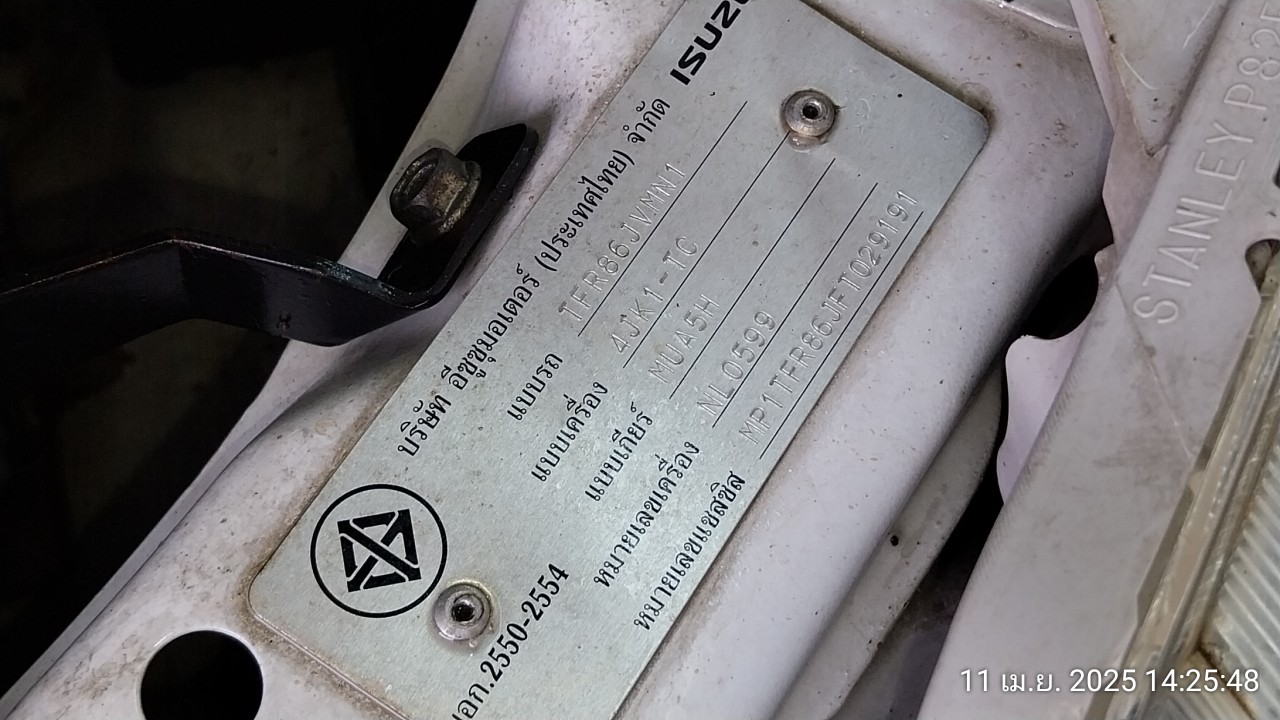 ISUZU
บริษัท อีซูซุมอเตอร์ (ประเทศไทย) จำกัด
แบบรถ TFR86JVMN1
แบบเครื่อง 4JK1-TC
แบบเกียร์ MUA5H
หมายเลขเครื่อง NL0599
หมายเลขแชสซิส MP1TFR86JFT029191
มอก.2550-2554
STANLEY P825
11 เม.ย. 2025 14:25:48